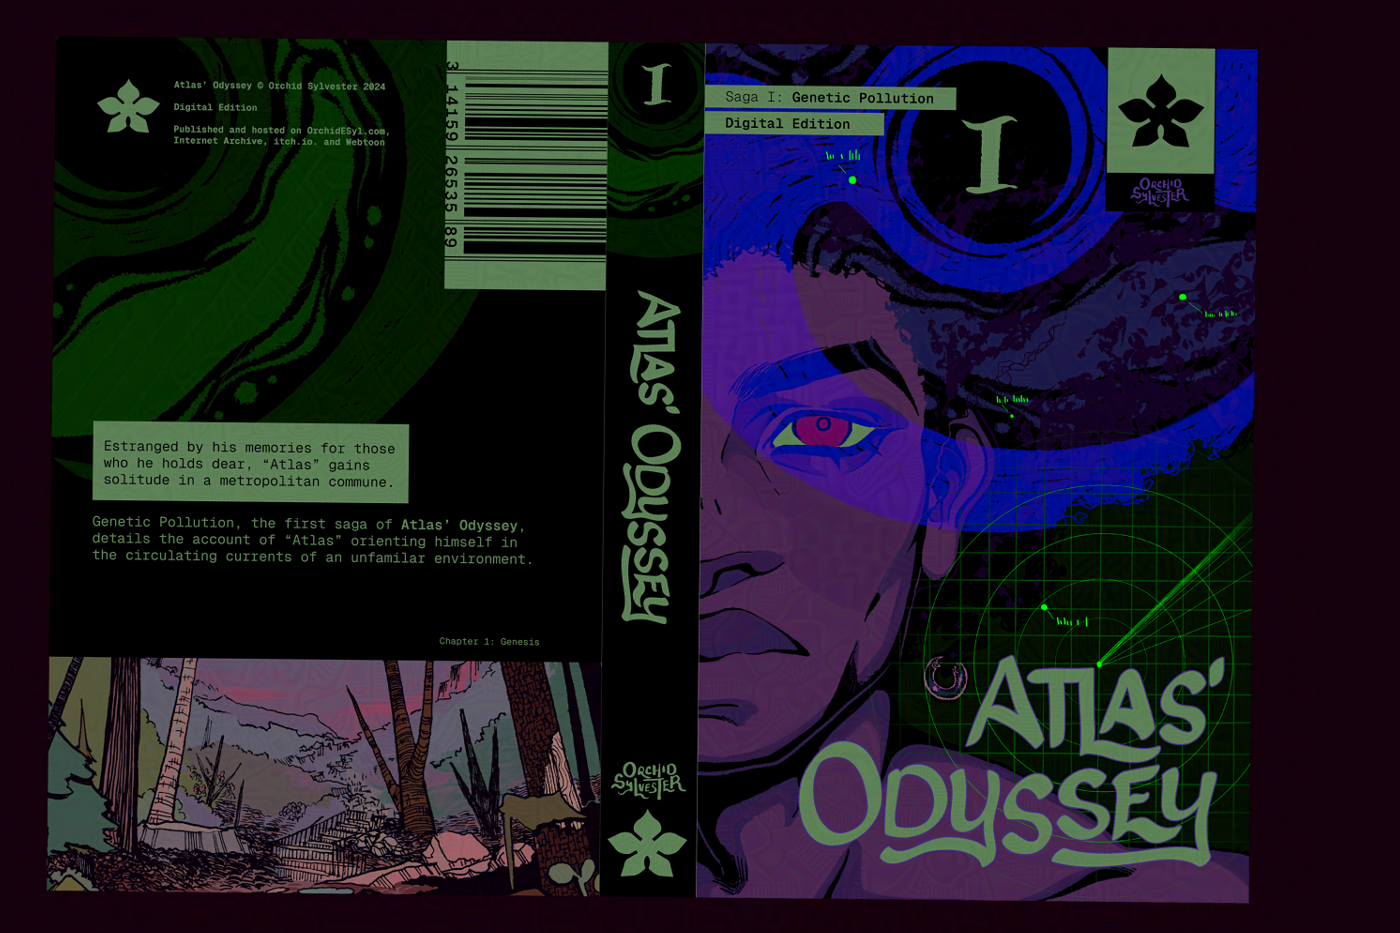 Atlas’ Odyssey © Orchid Sylvester 2024
Digital Edition
Published and hosted on OrchidESyl.com,
Internet Archive, itch.io. and Webtoon
3 14159 26535 89
Estranged by his memories for those
who he holds dear, “Atlas” gains
solitude in a metropolitan commune.
Genetic Pollution, the first saga of Atlas’ Odyssey,
details the account of “Atlas” orienting himself in
the circulating currents of an unfamilar environment.
Chapter 1: Genesis
I
ATLAS’ ODYSSEY
ORCHID
SYLVESTER
Saga I: Genetic Pollution
Digital Edition
I
ORCHID
SYLVESTER
ATLAS’
ODYSSEY